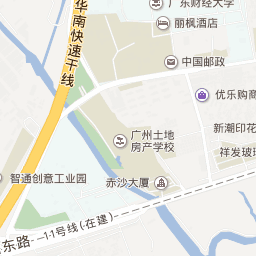 广东财经大学
丽枫酒店
华南快速干线
中国邮政
优乐购商
新潮印花
广州土地
房产学校
祥发玻璃
智通创意工业园
赤沙大厦
11号线(在建)
东路